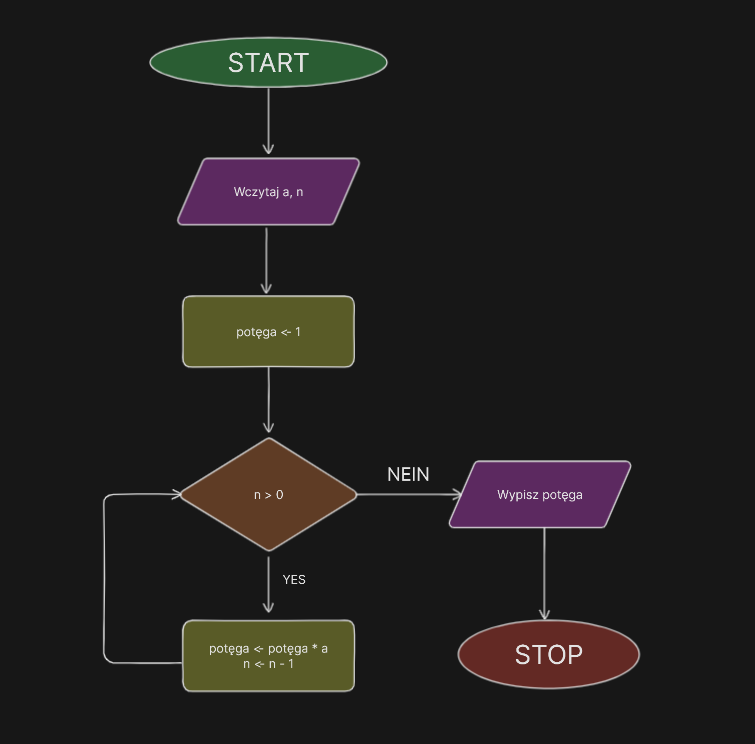 START
Wczytaj a, n
potęga <- 1
n > 0
NEIN
Wypisz potęga
YES
potęga <- potęga * a
n <- n - 1
STOP